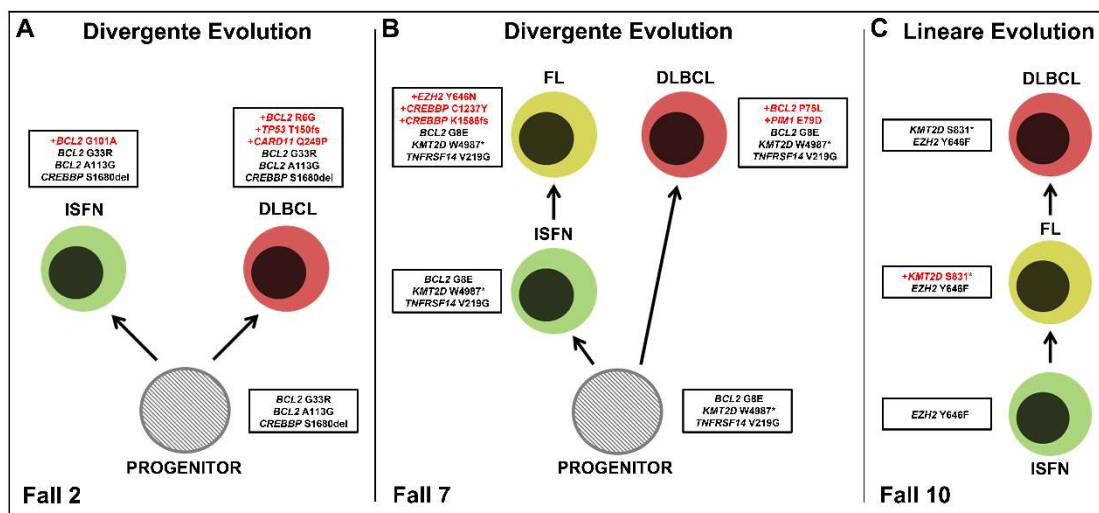 A
Divergente Evolution
+BCL2 G101A
BCL2 G33R
BCL2 A113G
CREBBP S1680del
ISFN
+BCL2 R6G
+TP53 T150fs
+CARD11 Q249P
BCL2 G33R
BCL2 A113G
CREBBP S1680del
DLBCL
BCL2 G33R
BCL2 A113G
CREBBP S1680del
PROGENITOR
Fall 2
B
Divergente Evolution
FL
+EZH2 Y646N
+CREBBP C1237Y
+CREBBP K1586fs
BCL2 G8E
KMT2D W4987*
TNFRSF14 V219G
DLBCL
+BCL2 P75L
+PIM1 E79D
BCL2 G8E
KMT2D W4987*
TNFRSF14 V219G
ISFN
BCL2 G8E
KMT2D W4987*
TNFRSF14 V219G
BCL2 G8E
KMT2D W4987*
TNFRSF14 V219G
PROGENITOR
Fall 7
C
Lineare Evolution
DLBCL
KMT2D S831*
EZH2 Y646F
FL
+KMT2D S831*
EZH2 Y646F
EZH2 Y646F
ISFN
Fall 10